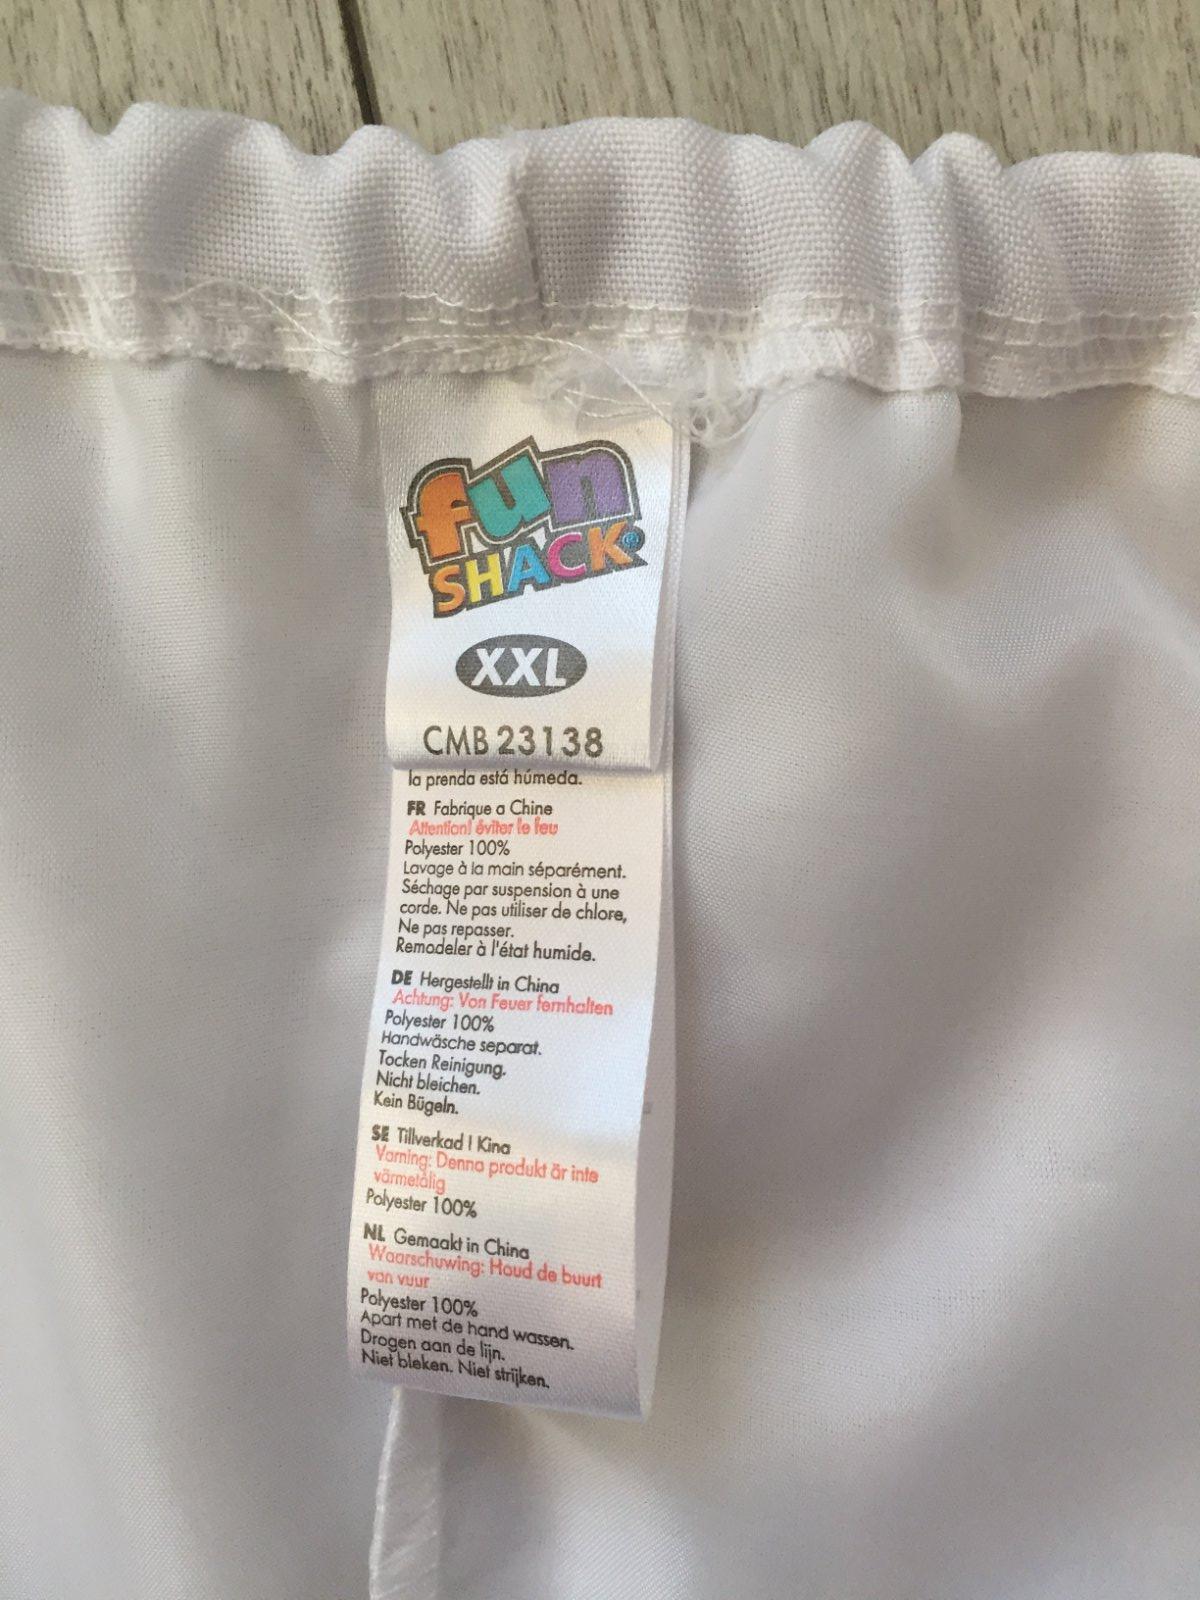 fun
SHACK®
XXL
CMB 23138
la prenda está húmeda.
FR Fabrique a Chine
Attention! éviter le feu
Polyester 100%
Lavage à la main séparément.
Séchage par suspension à une
corde. Ne pas utiliser de chlore,
Ne pas repasser.
Remodeler à l'état humide.
DE Hergestellt in China
Achtung: Von Feuer fernhalten
Polyester 100%
Handwäsche separat.
Tocken Reinigung.
Nicht bleichen.
Kein Bügeln.
SE Tillverkad I Kina
Varning: Denna produkt är inte
värmetålig
Polyester 100%
NL Gemaakt in China
Waarschuwing: Houd de buurt
van vuur
Polyester 100%
Apart met de hand wassen.
Drogen aan de lijn.
Niet bleken. Niet strijken.